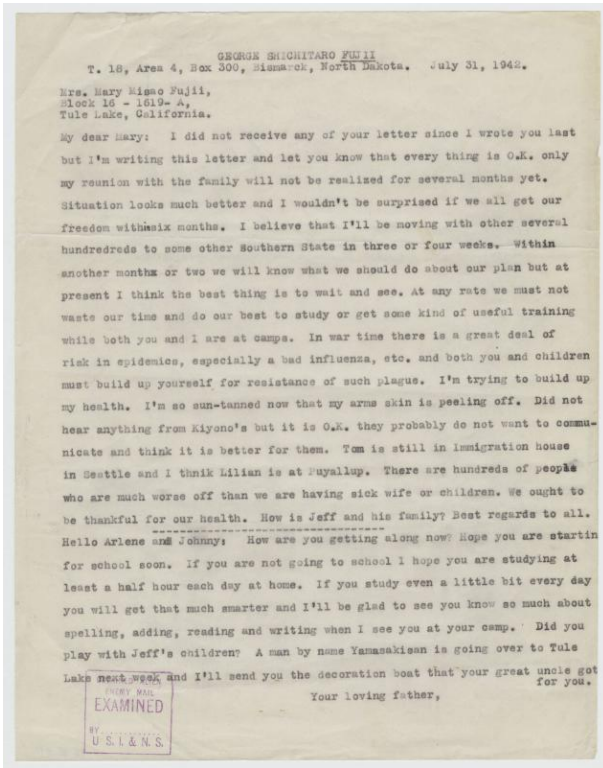 GEORGE SHICHITARO FUJII
T. 18, Area 4, Box 300, Bismarck, North Dakota. July 31, 1942.
Mrs. Mary Misao Fujii,
Block 16 - 1619- A,
Tule Lake, California.
My dear Mary: I did not receive any of your letter since I wrote you last
but I'm writing this letter and let you know that every thing is O.K. only
my reunion with the family will not be realized for several months yet.
Situation looks much better and I wouldn't be surprised if we all get our
freedom within six months. I believe that I'll be moving with other several
hundredreds to some other Southern State in three or four weeks. Within
another months or two we will know what we should do about our plan but at
present I think the best thing is to wait and see. At any rate we must not
waste our time and do our best to study or get some kind of useful training
while both you and I are at camps. In war time there is a great deal of
risk in epidemics, especially a bad influenza, etc. and both you and children
must build up yourself for resistance of such plague. I'm trying to build up
my health. I'm so sun-tanned now that my arms skin is peeling off. Did not
hear anything from Kiyono's but it is O.K. they probably do not want to commu-
nicate and think it is better for them. Tom is still in Immigration house
in Seattle and I thnik Lilian is at Puyallup. There are hundreds of people
who are much worse off than we are having sick wife or children. We ought to
be thankful for our health. How is Jeff and his family? Best regards to all.
Hello Arlene and Johnny: How are you getting along now? Hope you are startin
for school soon. If you are not going to school I hope you are studying at
least a half hour each day at home. If you study even a little bit every day
you will get that much smarter and I'll be glad to see you know so much about
spelling, adding, reading and writing when I see you at your camp. Did you
play with Jeff's children? A man by name Yamasakisan is going over to Tule
Lake next week and I'll send you the decoration boat that your great uncle got
for you.
Your loving father,
ENEMY MAIL
EXAMINED
BY
U.S.I. & N.S.